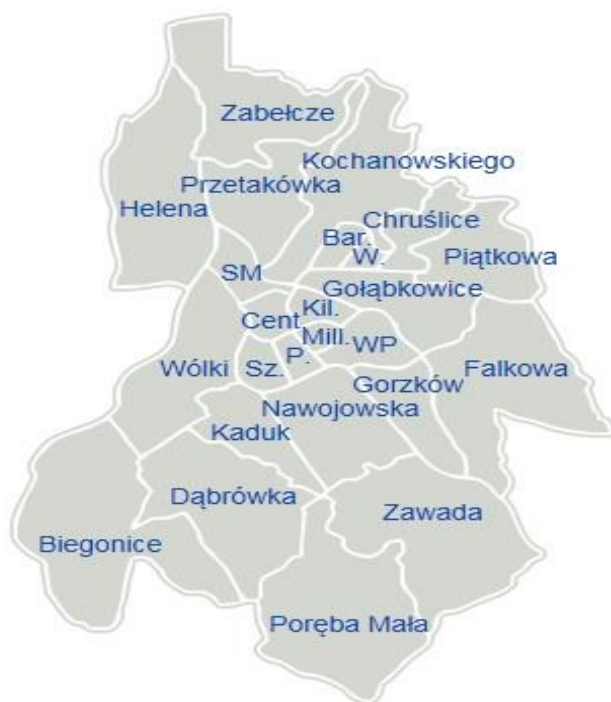 Zabełcze
Kochanowskiego
Przetakówka
Helena
Chruślice
Bar.
W.
Piątkowa
SM
Gołąbkowice
Kil.
Cent
Mill.
WP
P.
Sz.
Wólki
Falkowa
Gorzków
Nawojowska
Kaduk
Dąbrówka
Zawada
Biegonice
Poręba Mała